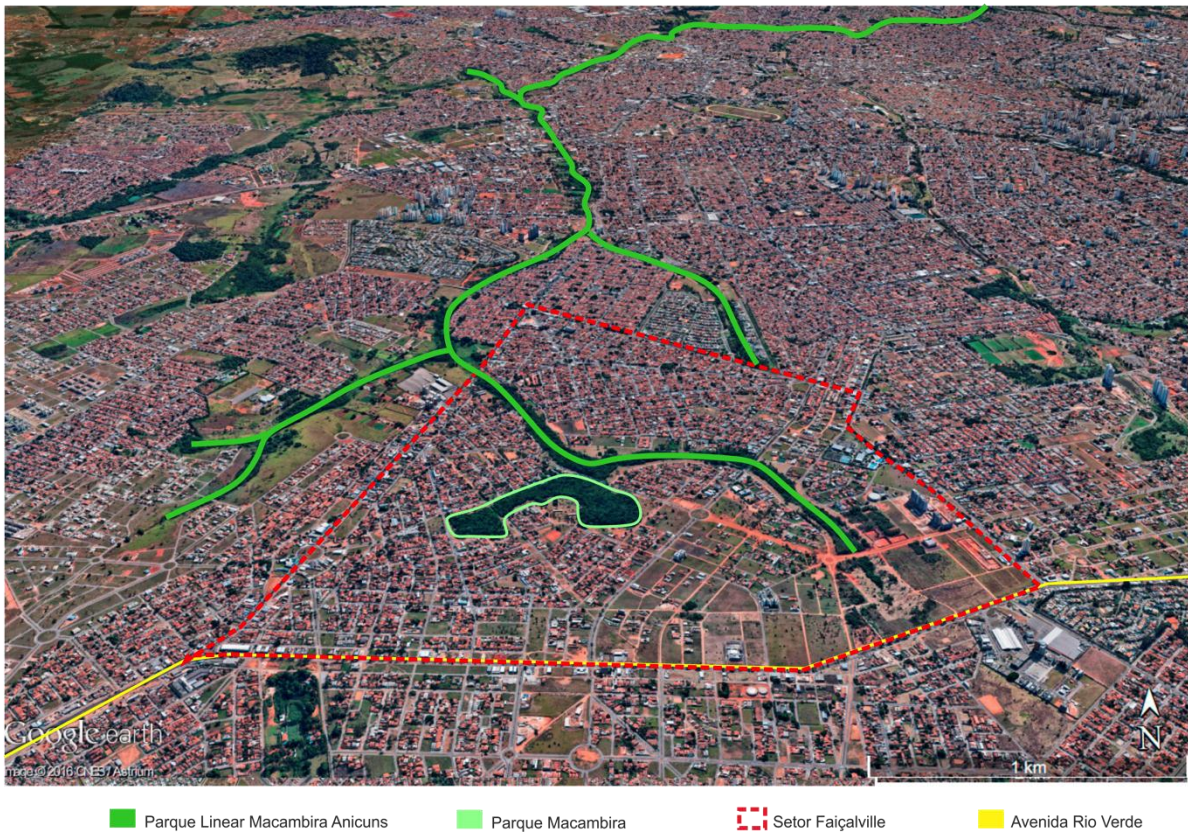 Google earth
Image © 2016 CNES / Astrium
N
1 km
Parque Linear Macambira Anicuns
Parque Macambira
Setor Faiçalville
Avenida Rio Verde